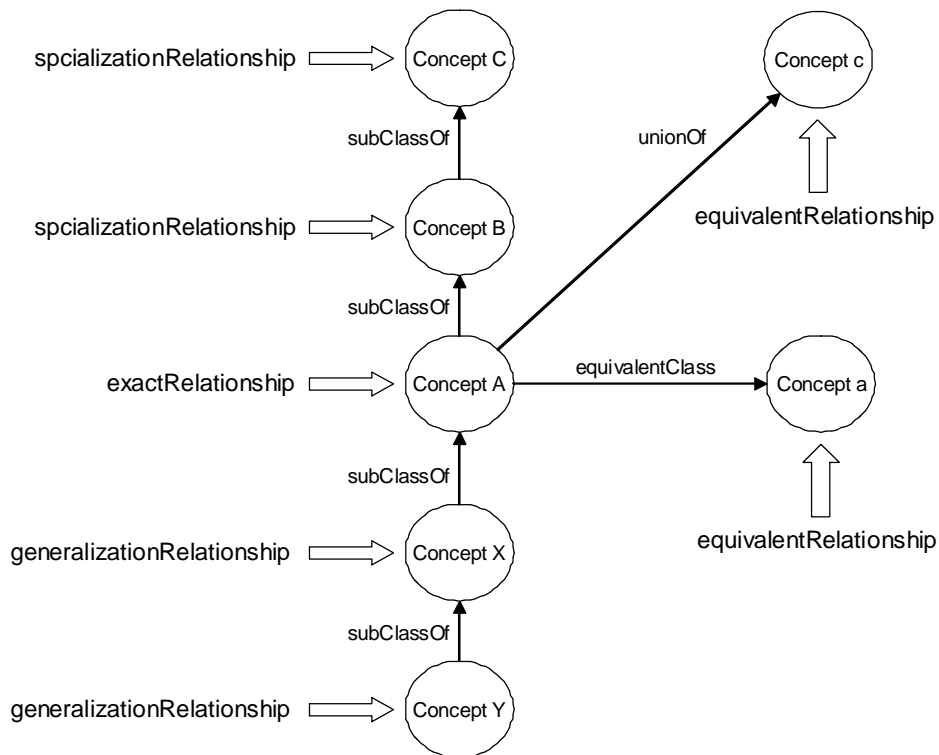 spcializationRelationship
Concept C
Concept c
subClassOf
unionOf
spcializationRelationship
Concept B
equivalentRelationship
subClassOf
exactRelationship
Concept A
equivalentClass
Concept a
subClassOf
equivalentRelationship
generalizationRelationship
Concept X
subClassOf
generalizationRelationship
Concept Y